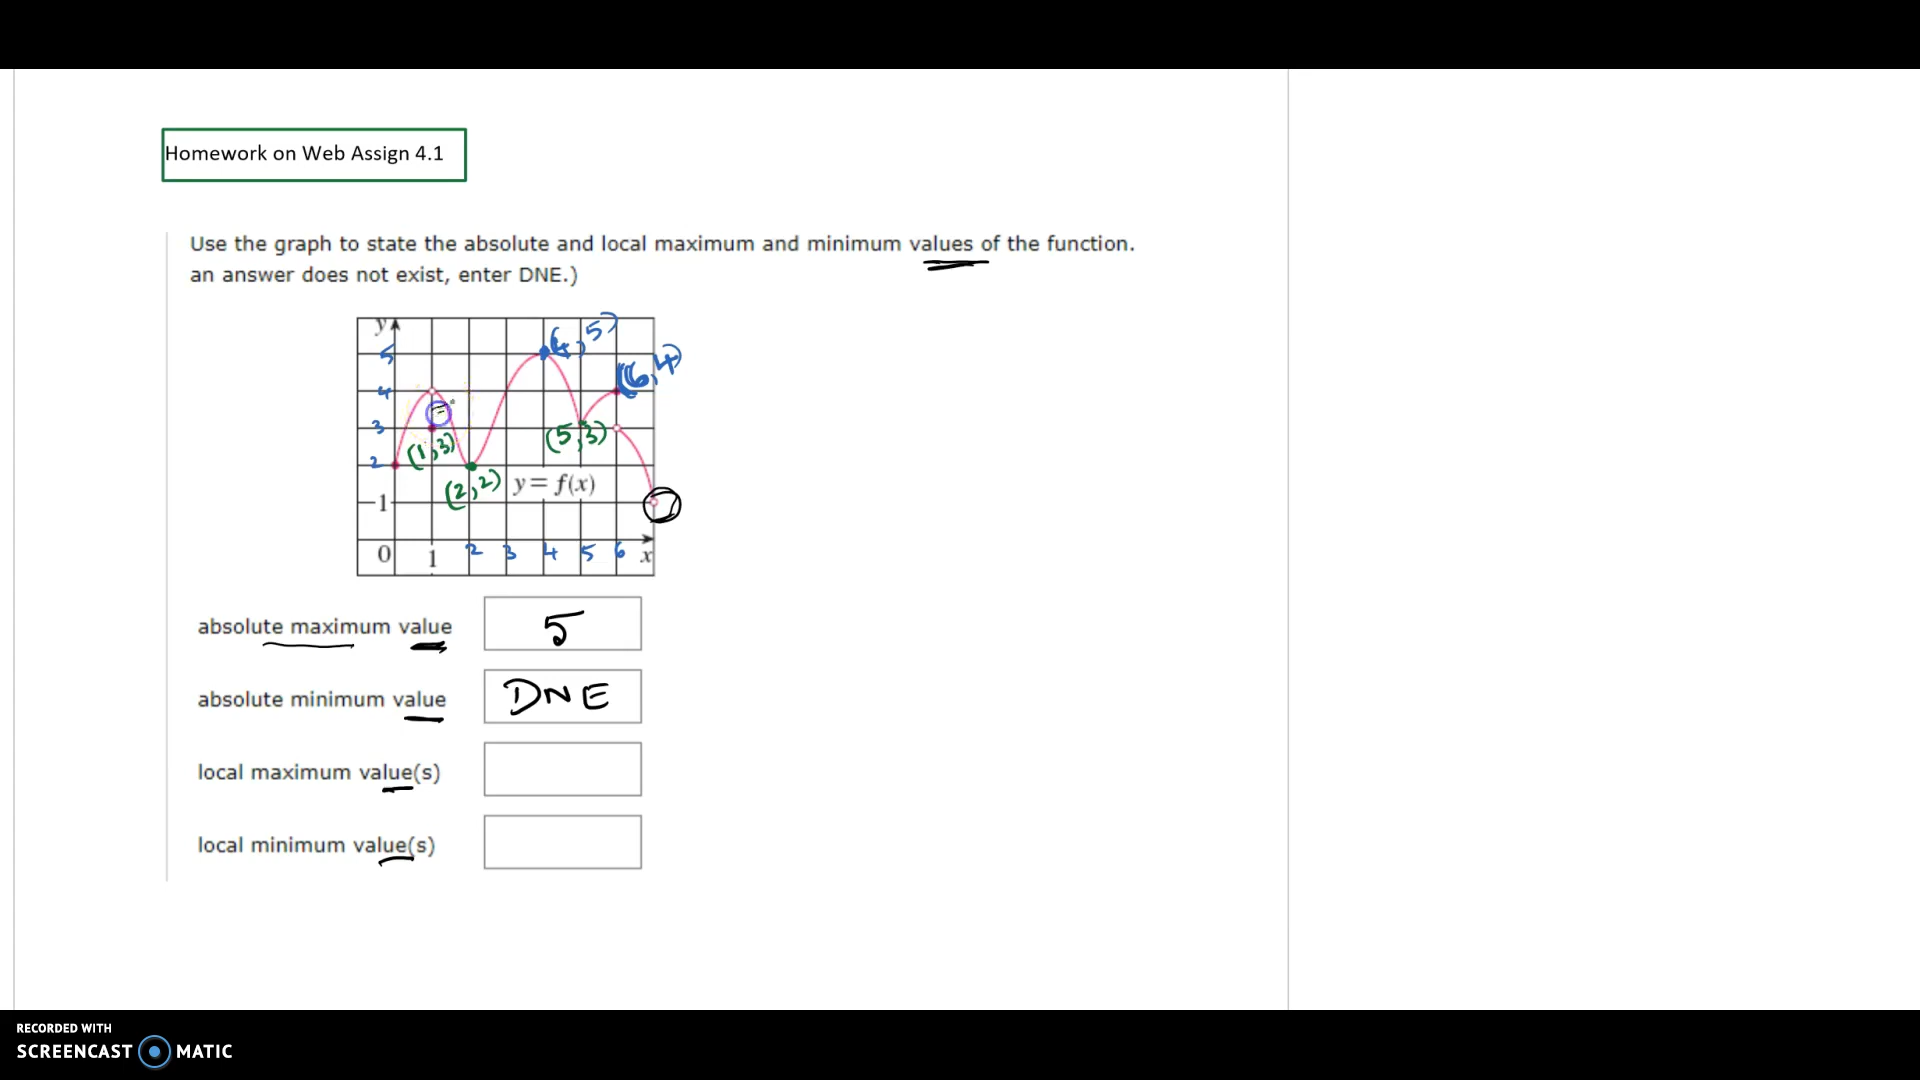 Homework on Web Assign 4.1
Use the graph to state the absolute and local maximum and minimum values of the function.
an answer does not exist, enter DNE.)
y
(4,5)
5
(6,4)
4
3
(1,3)
(5,3)
2
(2,2)
y = f(x)
1
0 1 2 3 4 5 6 x
absolute maximum value 5
absolute minimum value DNE
local maximum value(s)
local minimum value(s)
RECORDED WITH
SCREENCAST MATIC